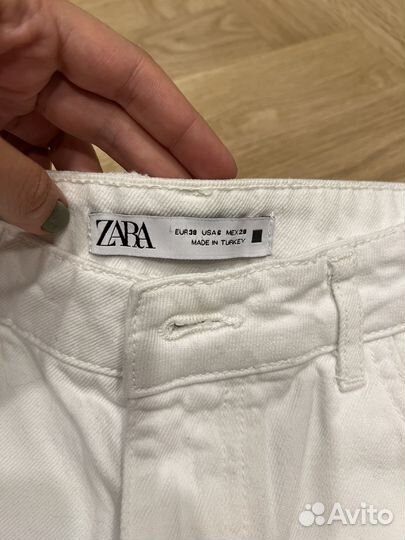 ZARA
EUR 38 USA 6 MEX 28
MADE IN TURKEY
Avito